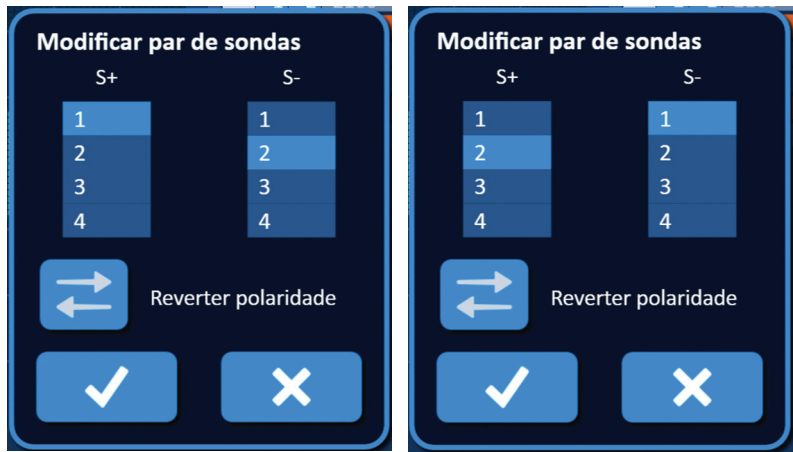 Modificar par de sondas
S+ S-
1 1
2 2
3 3
4 4
Reverter polaridade
Modificar par de sondas
S+ S-
1 1
2 2
3 3
4 4
Reverter polaridade